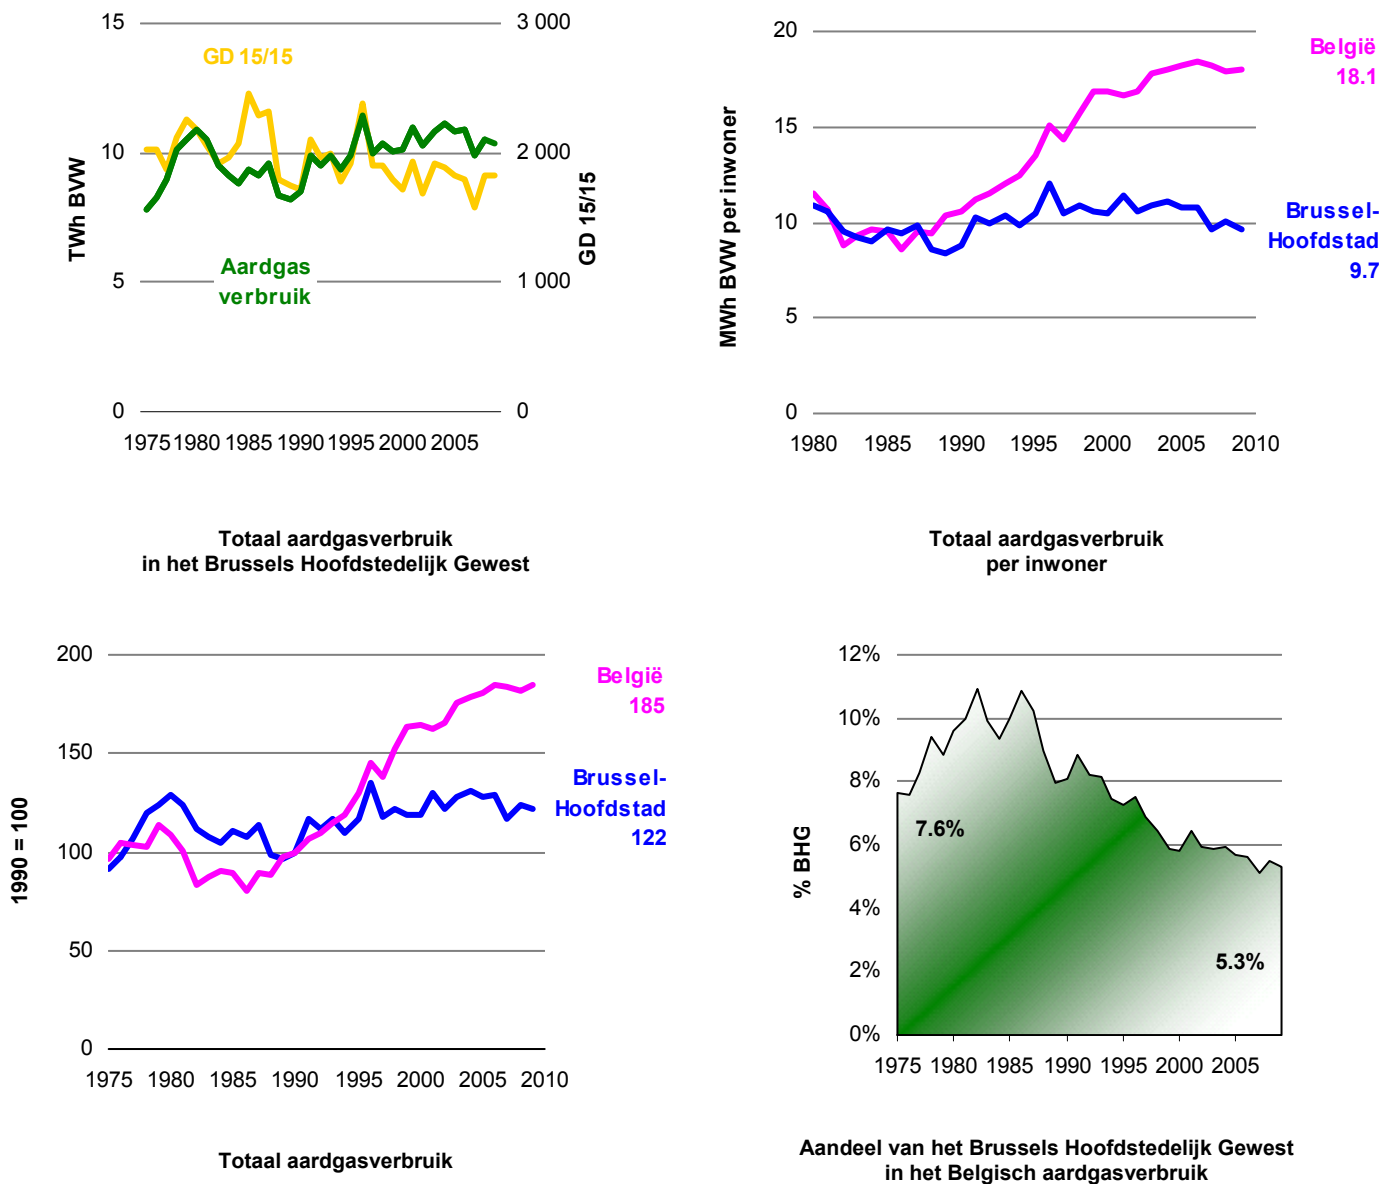 15
3 000
GD 15/15
10
2 000
TWh BVW
GD 15/15
Aardgas
verbruik
5
1 000
0
0
1975 1980 1985 1990 1995 2000 2005
Totaal aardgasverbruik
in het Brussels Hoofdstedelijk Gewest
20
België
18.1
15
MWh BVW per inwoner
10
Brussel-
Hoofdstad
9.7
5
0
1980 1985 1990 1995 2000 2005 2010
Totaal aardgasverbruik
per inwoner
200
België
185
150
Brussel-
Hoofdstad
122
1990 = 100
100
50
0
1975 1980 1985 1990 1995 2000 2005 2010
Totaal aardgasverbruik
12%
10%
8%
7.6%
% BHG
6%
4%
5.3%
2%
0%
1975 1980 1985 1990 1995 2000 2005
Aandeel van het Brussels Hoofdstedelijk Gewest
in het Belgisch aardgasverbruik